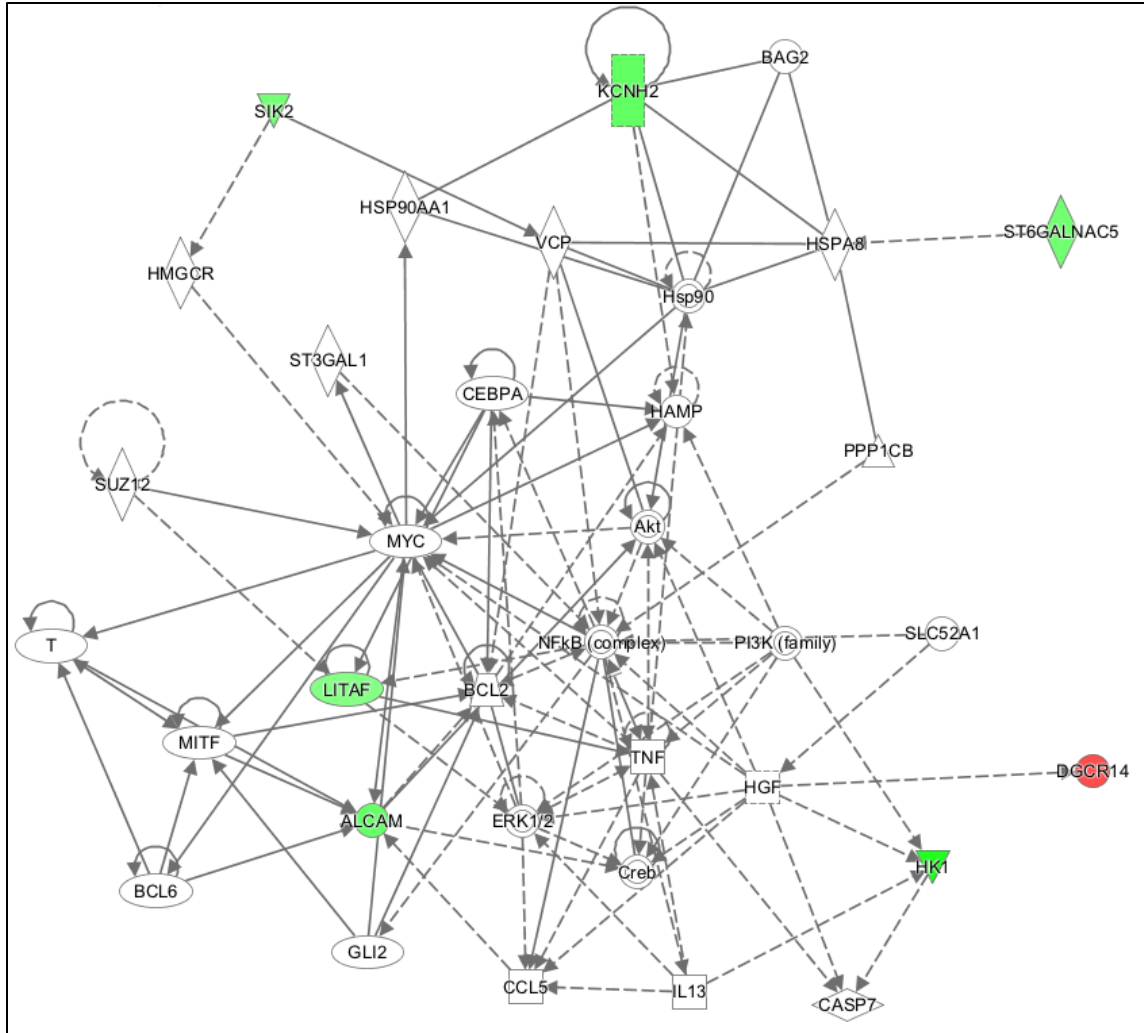 BAG2
KCNH2
SIK2
HSP90AA1
VCP
HSPA8
ST6GALNAC5
HMGCR
Hsp90
ST3GAL1
CEBPA
HAMP
PPP1CB
SUZ12
MYC
Akt
T
NFkB (complex)
PI3K (family)
SLC52A1
LITAF
BCL2
MITF
TNF
HGF
DGCR14
ALCAM
ERK1/2
Creb
HK1
BCL6
GLI2
CCL5
IL13
CASP7